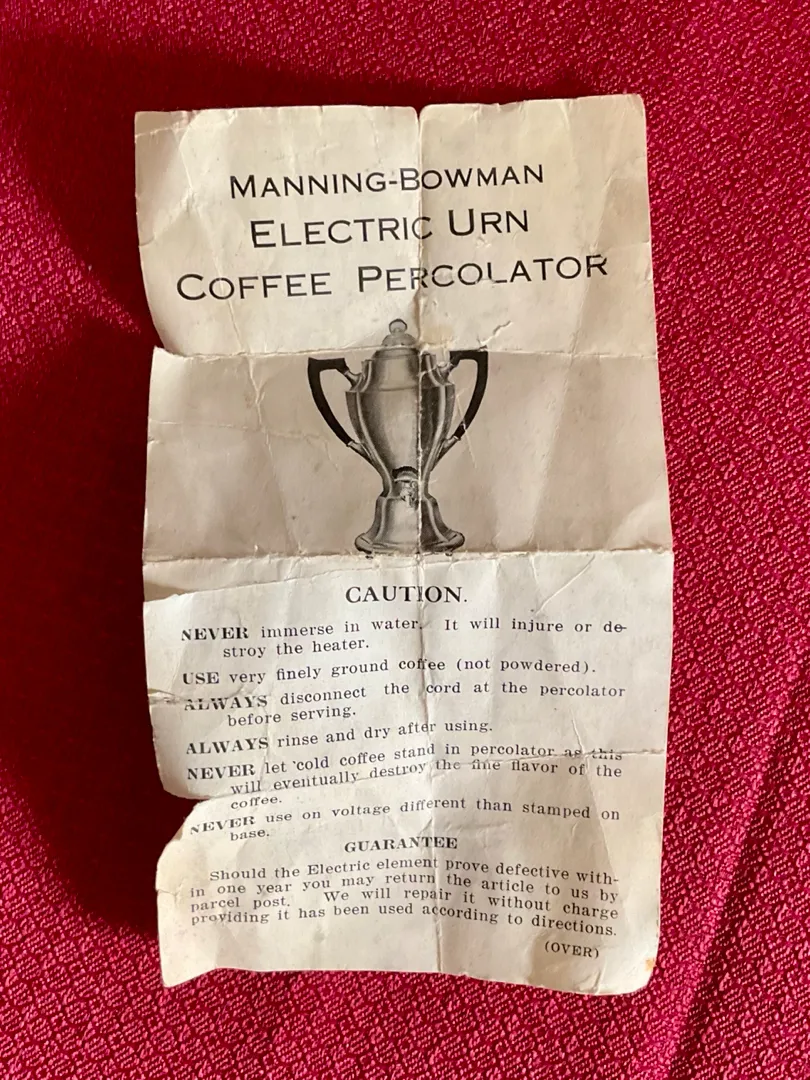 MANNING-BOWMAN
ELECTRIC URN
COFFEE PERCOLATOR
CAUTION.
NEVER immerse in water. It will injure or de-
stroy the heater.
USE very finely ground coffee (not powdered).
ALWAYS disconnect the cord at the percolator
before serving.
ALWAYS rinse and dry after using.
NEVER let cold coffee stand in percolator as this
will eventually destroy the fine flavor of the
coffee.
NEVER use on voltage different than stamped on
base.
GUARANTEE
Should the Electric element prove defective with-
in one year you may return the article to us by
parcel post. We will repair it without charge
providing it has been used according to directions.
(OVER)